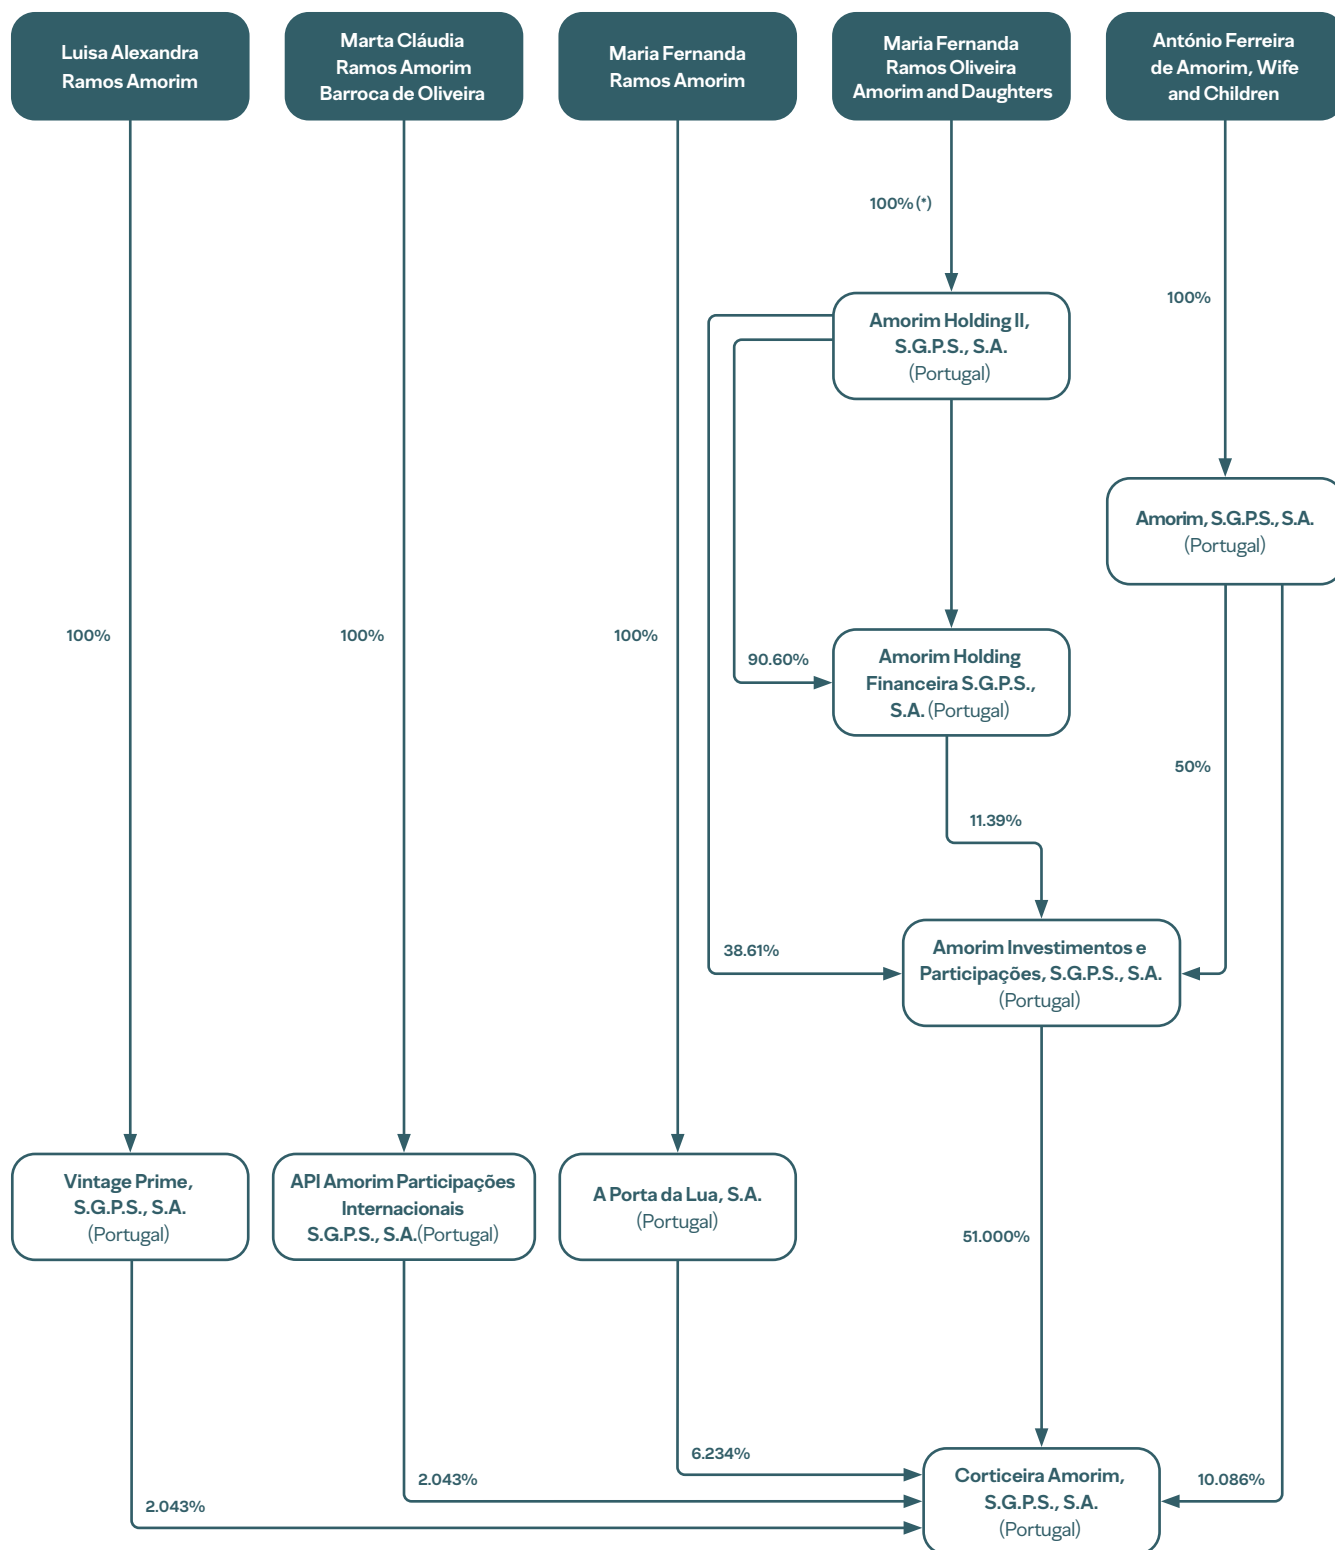 Luisa Alexandra
Ramos Amorim
Marta Cláudia
Ramos Amorim
Barroca de Oliveira
Maria Fernanda
Ramos Amorim
Maria Fernanda
Ramos Oliveira
Amorim and Daughters
António Ferreira
de Amorim, Wife
and Children
100% (*)
100%
Amorim Holding II,
S.G.P.S., S.A.
(Portugal)
Amorim, S.G.P.S., S.A.
(Portugal)
100%
100%
100%
90.60%
Amorim Holding
Financeira S.G.P.S.,
S.A. (Portugal)
50%
11.39%
38.61%
Amorim Investimentos e
Participações, S.G.P.S., S.A.
(Portugal)
Vintage Prime,
S.G.P.S., S.A.
(Portugal)
API Amorim Participações
Internacionais
S.G.P.S., S.A.(Portugal)
A Porta da Lua, S.A.
(Portugal)
51.000%
6.234%
2.043%
2.043%
Corticeira Amorim,
S.G.P.S., S.A.
(Portugal)
10.086%